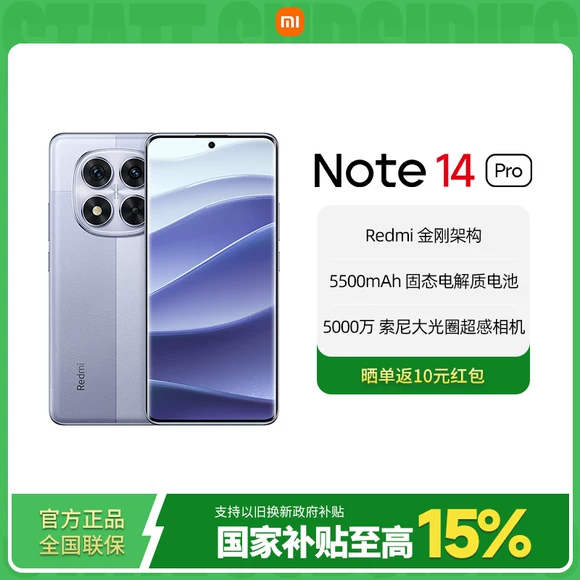 STATE SUBSIDIES
Note 14 Pro
Redmi 金刚架构
5500mAh 固态电解质电池
5000万 索尼大光圈超感相机
晒单返10元红包
Redmi
官方正品
全国联保
支持以旧换新政府补贴
国家补贴至高15%